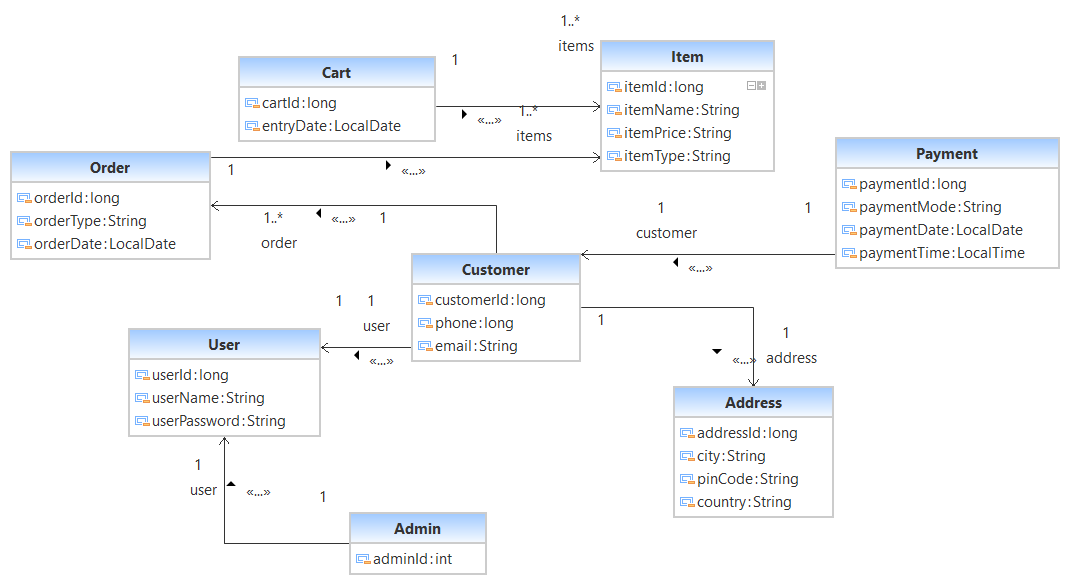 1..*
items
1
Item
itemId:long
itemName:String
itemPrice:String
itemType:String
Cart
cartId:long
entryDate:LocalDate
«...»
1..*
items
Order
orderId:long
orderType:String
orderDate:LocalDate
1
«...»
1..*
order
«...»
1
Payment
paymentId:long
paymentMode:String
paymentDate:LocalDate
paymentTime:LocalTime
1
customer
1
«...»
Customer
customerId:long
phone:long
email:String
1
1
user
«...»
User
userId:long
userName:String
userPassword:String
1
1
address
«...»
Address
addressId:long
city:String
pinCode:String
country:String
1
user
«...»
1
Admin
adminId:int